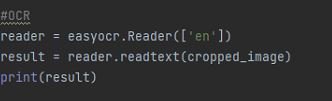 #OCR
reader = easyocr.Reader(['en'])
result = reader.readtext(cropped_image)
print(result)